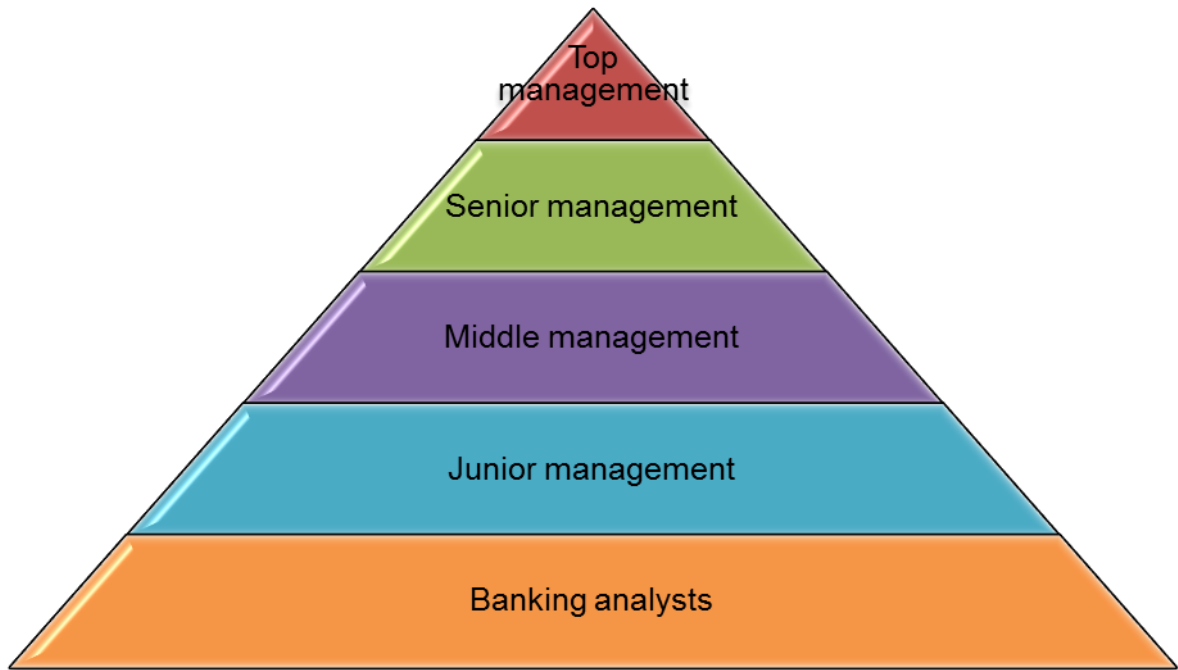 Top
management
Senior management
Middle management
Junior management
Banking analysts